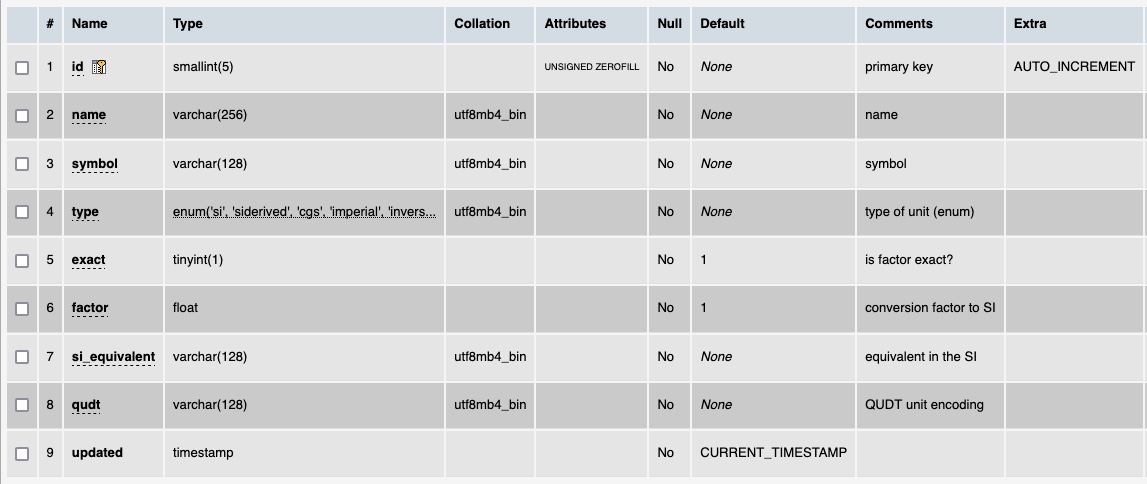 # Name Type Collation Attributes Null Default Comments Extra
1 id smallint(5) UNSIGNED ZEROFILL No None primary key AUTO_INCREMENT
2 name varchar(256) utf8mb4_bin No None name
3 symbol varchar(128) utf8mb4_bin No None symbol
4 type enum('si', 'siderived', 'cgs', 'imperial', 'invers... utf8mb4_bin No None type of unit (enum)
5 exact tinyint(1) No 1 is factor exact?
6 factor float No 1 conversion factor to SI
7 si_equivalent varchar(128) utf8mb4_bin No None equivalent in the SI
8 qudt varchar(128) utf8mb4_bin No None QUDT unit encoding
9 updated timestamp No CURRENT_TIMESTAMP